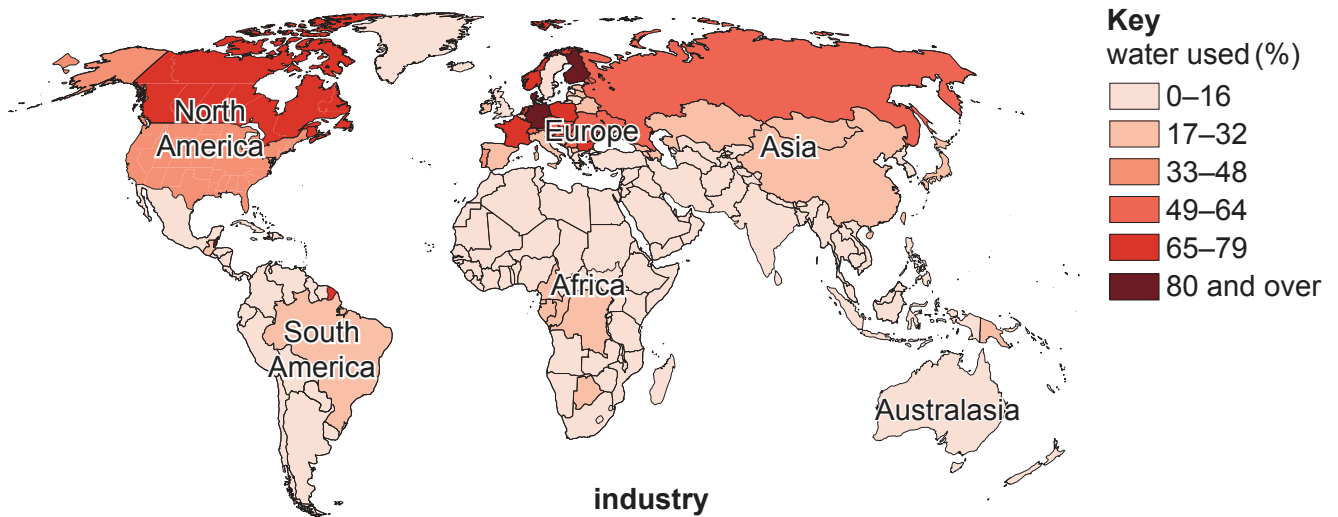 Key
water used (%)
0–16
17–32
33–48
49–64
65–79
80 and over
North
America
Europe
Asia
Africa
South
America
Australasia
industry